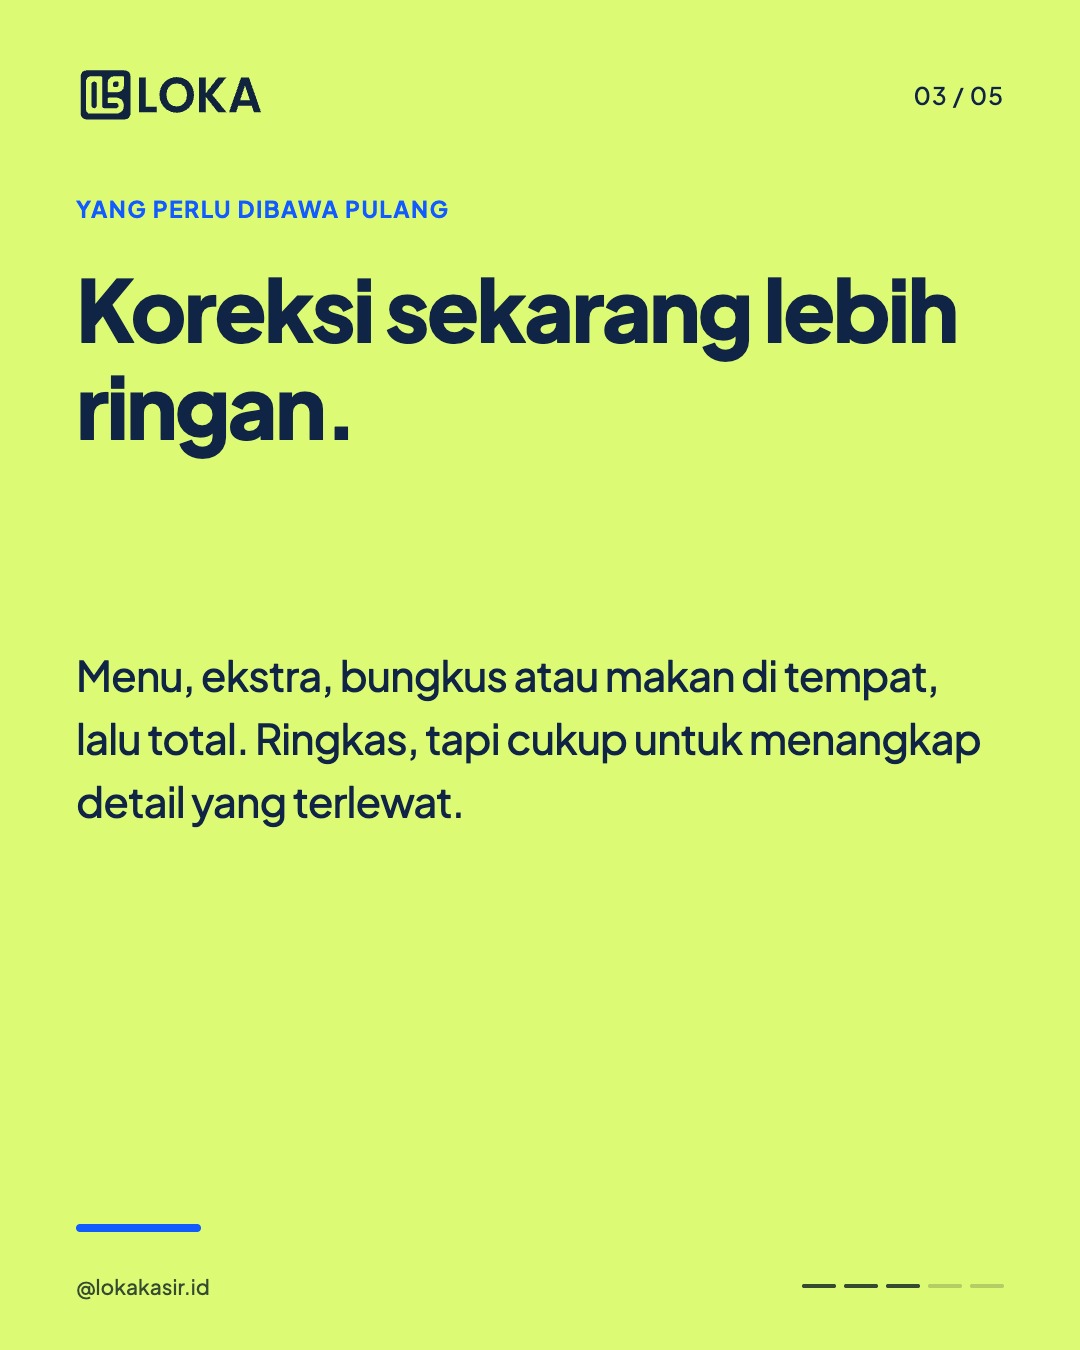 LOKA
03 / 05
YANG PERLU DIBAWA PULANG
Koreksi sekarang lebih
ringan.
Menu, ekstra, bungkus atau makan di tempat,
lalu total. Ringkas, tapi cukup untuk menangkap
detail yang terlewat.
@lokakasir.id